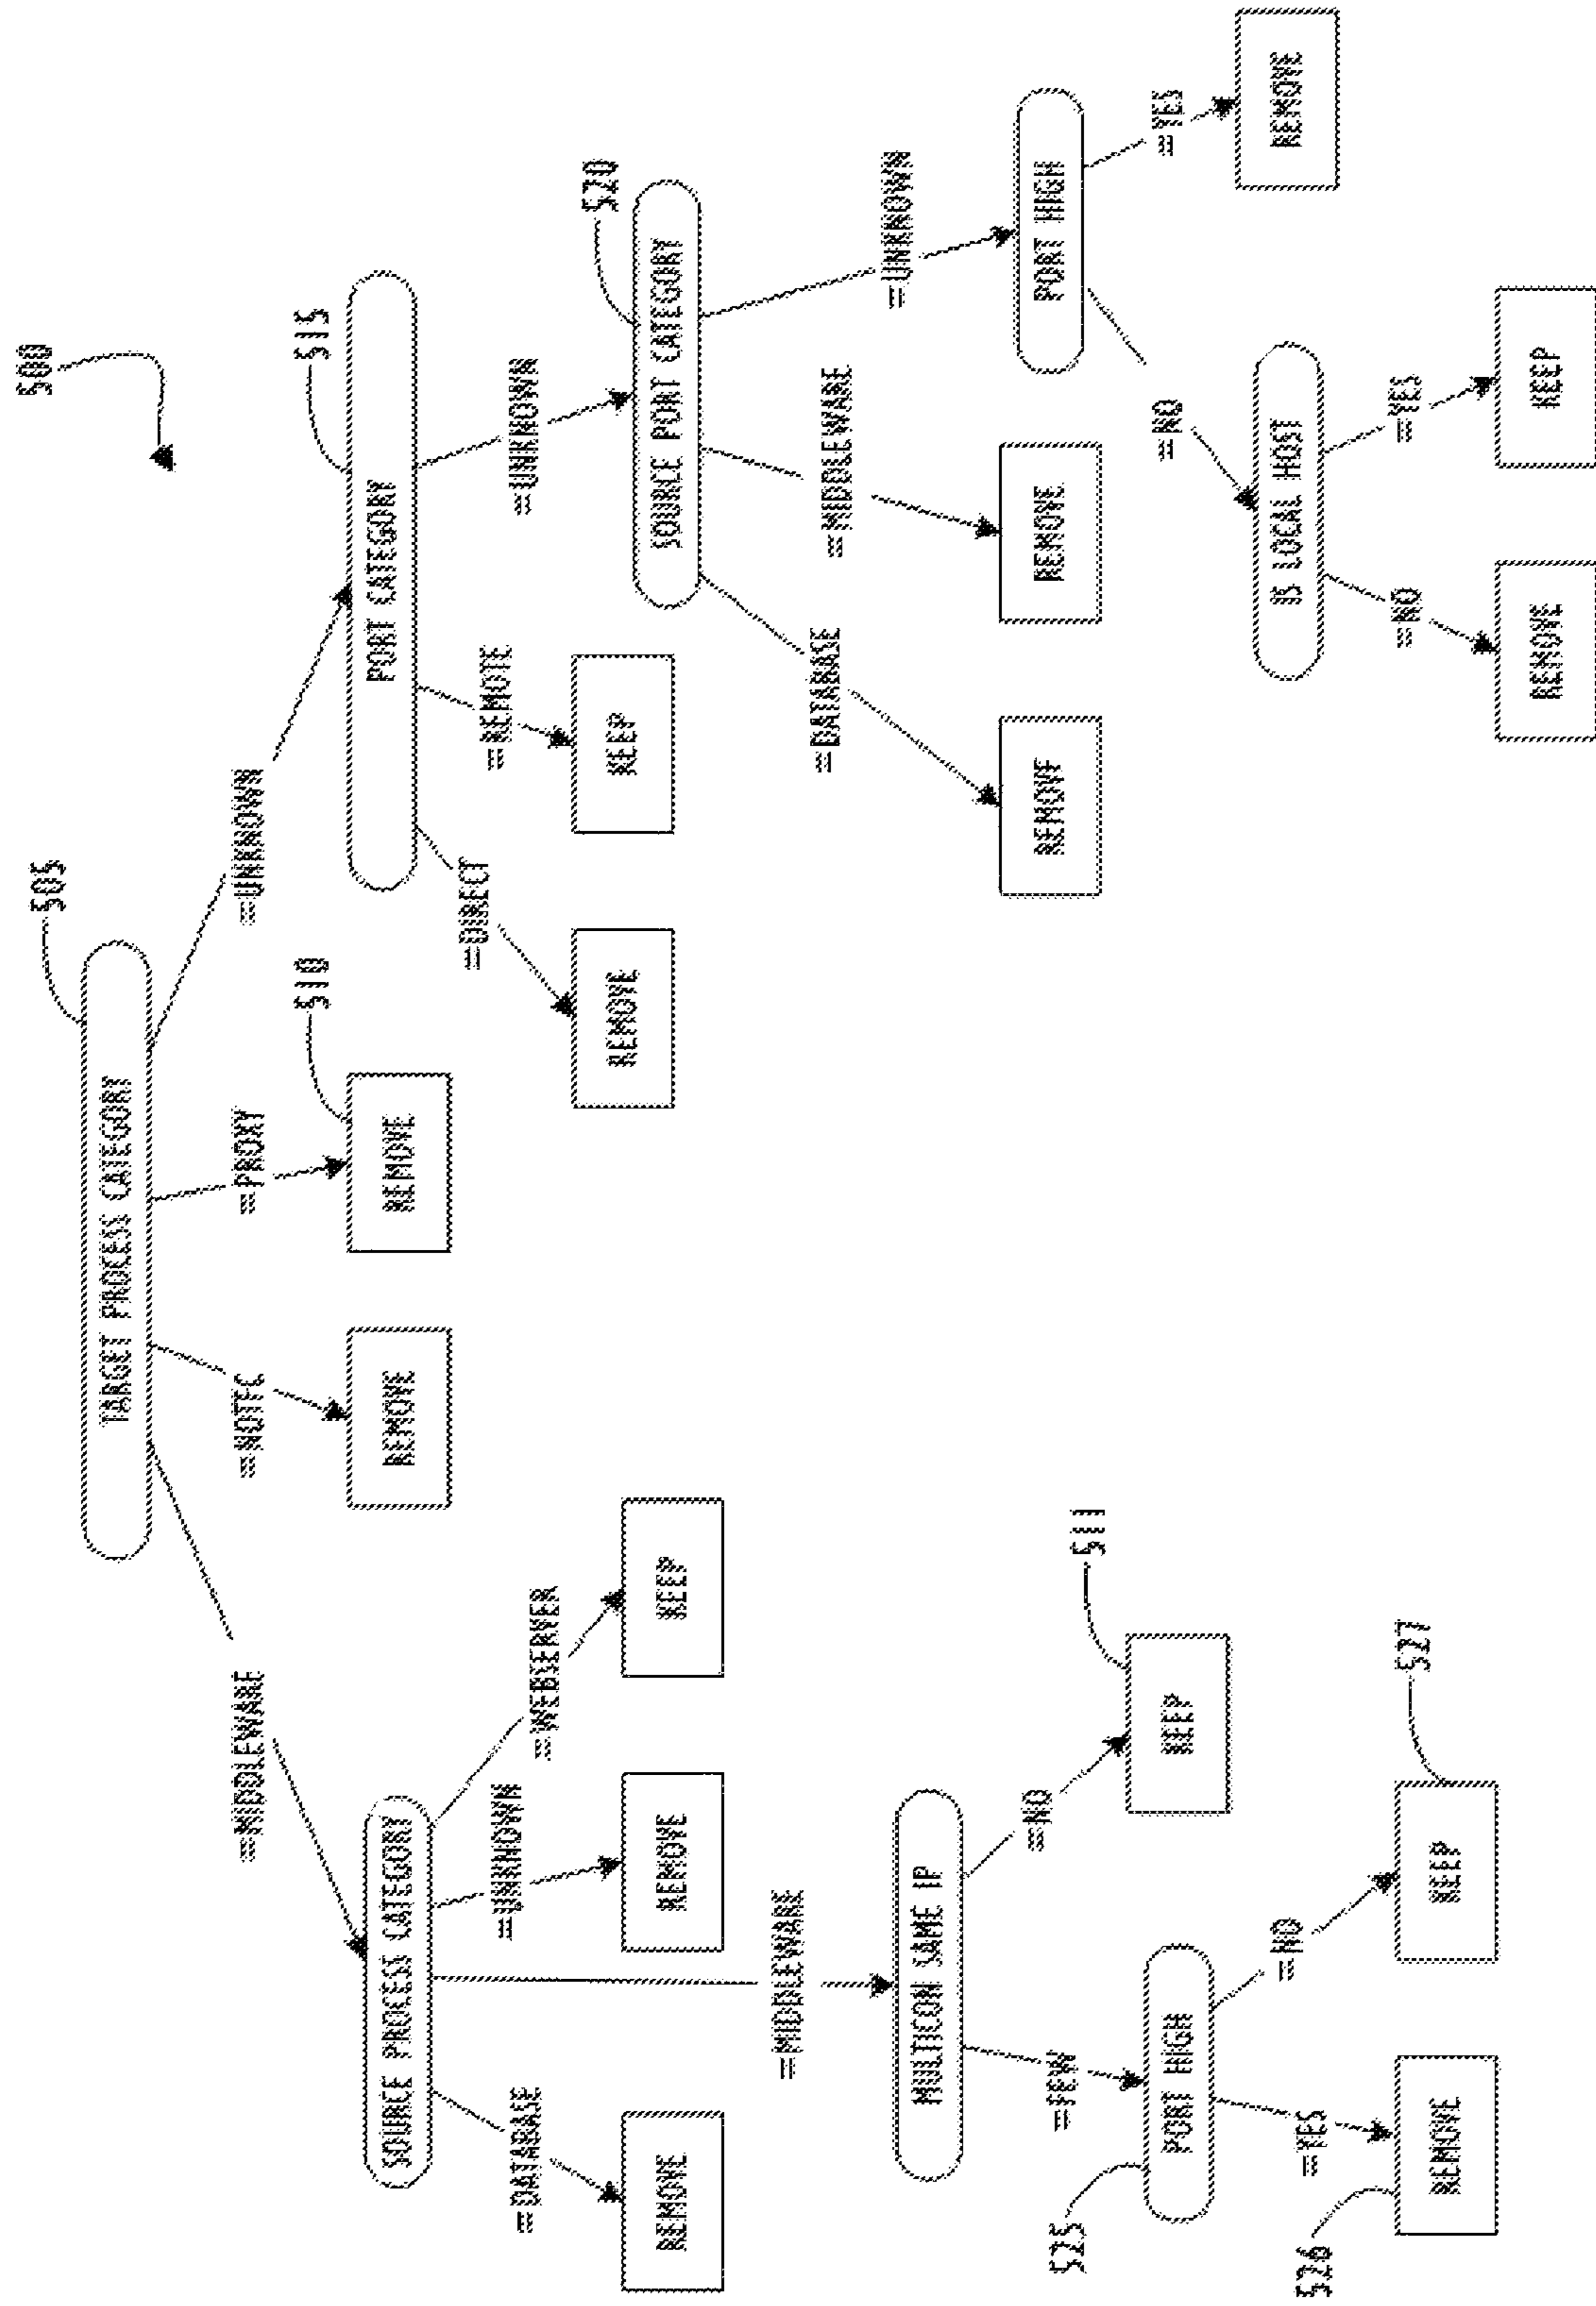 500
505
TARGET PROCESS CATEGORY
=MIDDLEWARE
=NOTFC
=PROXY
=UNKNOWN
510
515
SOURCE PROCESS CATEGORY
REMOVE
REMOVE
PORT CATEGORY
=DATABASE
=UNKNOWN
=WEBSERVER
=DIRECT
=REMOTE
=UNKNOWN
520
REMOVE
REMOVE
KEEP
REMOVE
KEEP
SOURCE PORT CATEGORY
=MIDDLEWARE
=DATABASE
=MIDDLEWARE
=UNKNOWN
MULTICON SAME IP
REMOVE
REMOVE
PORT HIGH
=FEW
=NO
511
525
PORT HIGH
KEEP
=NO
=YES
526
=YES
=NO
527
IS LOCAL HOST
REMOVE
REMOVE
KEEP
=NO
=YES
REMOVE
KEEP